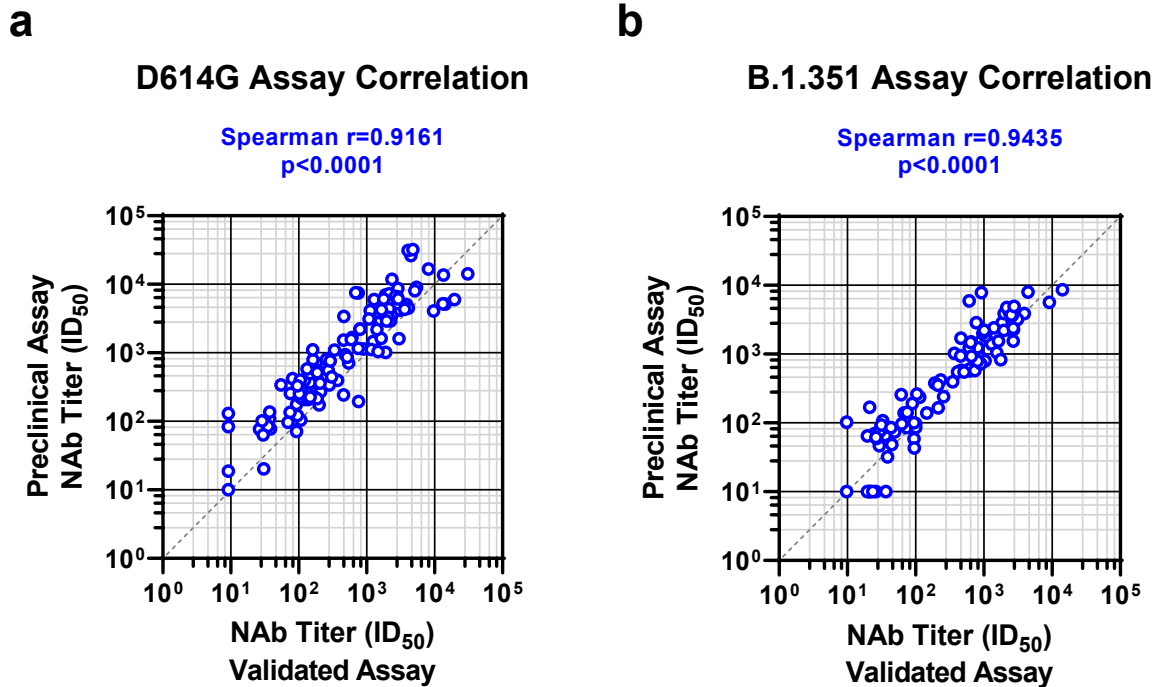 a
D614G Assay Correlation
Spearman r=0.9161
p<0.0001
Preclinical Assay
NAb Titer (ID₅₀)
10⁵
10⁴
10³
10²
10¹
10⁰
10⁰ 10¹ 10² 10³ 10⁴ 10⁵
NAb Titer (ID₅₀)
Validated Assay
b
B.1.351 Assay Correlation
Spearman r=0.9435
p<0.0001
Preclinical Assay
NAb Titer (ID₅₀)
10⁵
10⁴
10³
10²
10¹
10⁰
10⁰ 10¹ 10² 10³ 10⁴ 10⁵
NAb Titer (ID₅₀)
Validated Assay